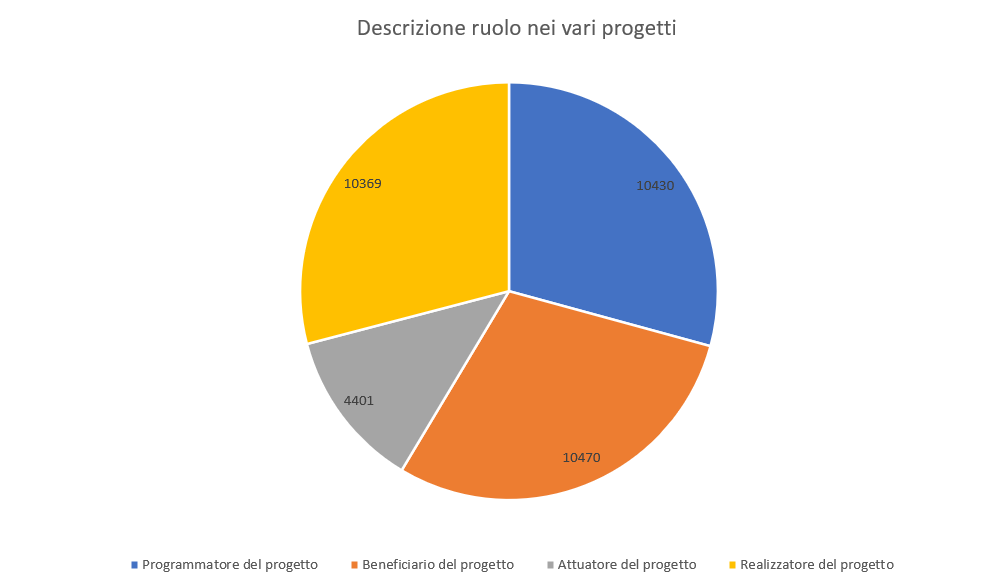 Descrizione ruolo nei vari progetti
10369
10430
4401
10470
Programmatore del progetto
Beneficiario del progetto
Attuatore del progetto
Realizzatore del progetto